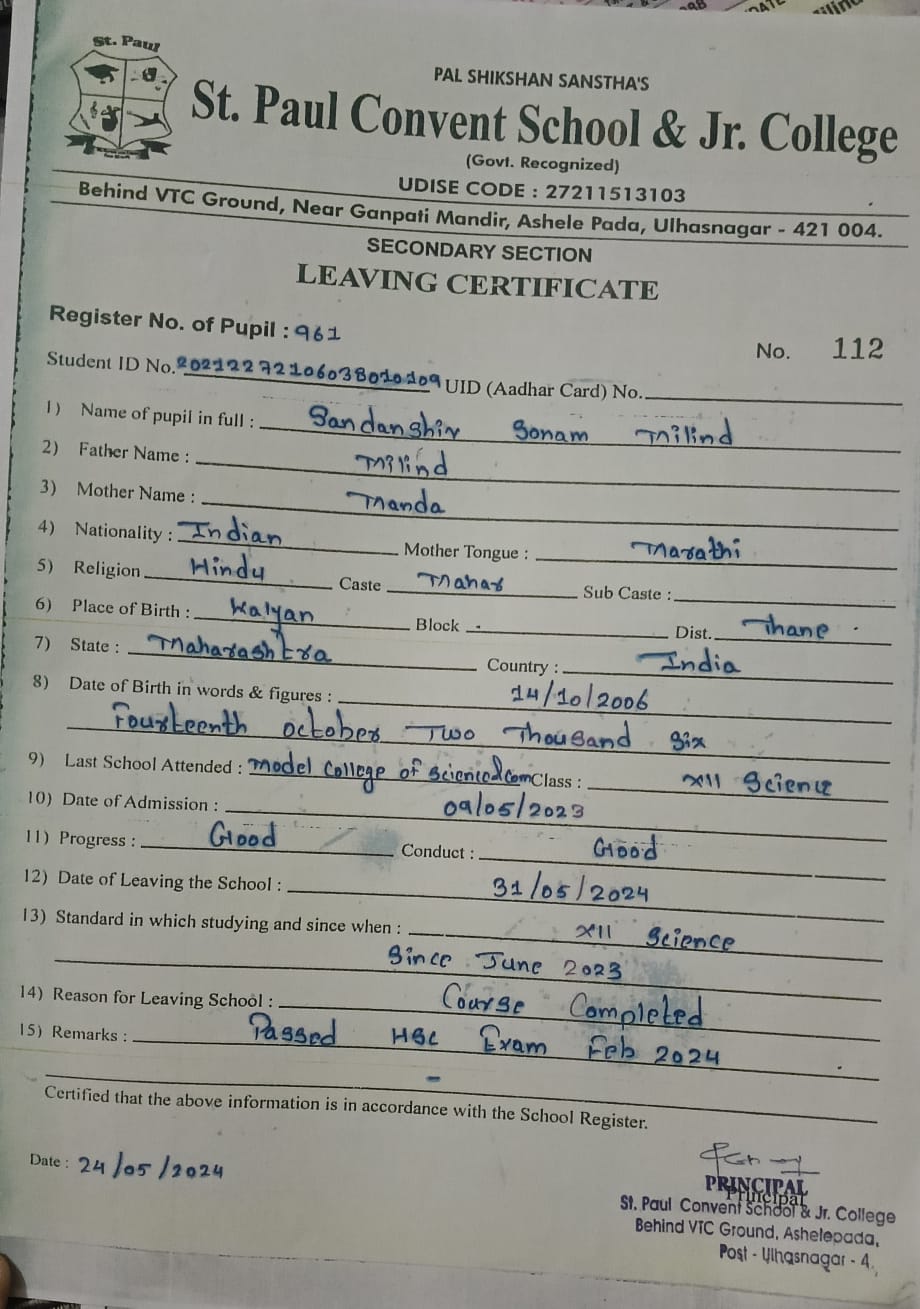 St. Paul
PAL SHIKSHAN SANSTHA'S
St. Paul Convent School & Jr. College
(Govt. Recognized)
UDISE CODE : 27211513103
Behind VTC Ground, Near Ganpati Mandir, Ashele Pada, Ulhasnagar - 421 004.
SECONDARY SECTION
LEAVING CERTIFICATE
Register No. of Pupil : 961
No. 112
Student ID No. 20212272106038010109 UID (Aadhar Card) No.
1) Name of pupil in full : Sandanshiv Sonam Milind
2) Father Name : Milind
3) Mother Name : Manda
4) Nationality : Indian Mother Tongue : Marathi
5) Religion Hindu Caste Mahar Sub Caste :
6) Place of Birth : Kalyan Block - Dist. Thane
7) State : Maharashtra Country : India
8) Date of Birth in words & figures : 14/10/2006
Fourteenth october Two Thousand Six
9) Last School Attended : Model College of Science & com Class : XII Science
10) Date of Admission : 09/05/2023
11) Progress : Good Conduct : Good
12) Date of Leaving the School : 31/05/2024
13) Standard in which studying and since when : XII Science
Since June 2023
14) Reason for Leaving School : Course Completed
15) Remarks : Passed HSC Exam Feb 2024
-
Certified that the above information is in accordance with the School Register.
Date : 24/05/2024
PRINCIPAL
Principal
St. Paul Convent School & Jr. College
Behind VTC Ground, Ashelepada,
Post - Ulhasnagar - 4.